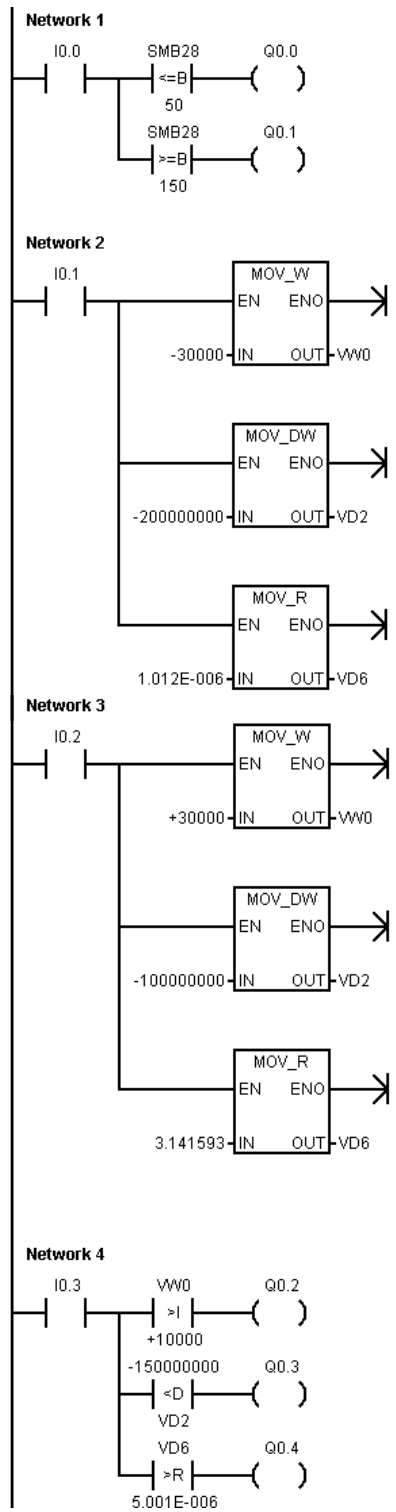 Network 1
I0.0 SMB28 Q0.0
<=B
50
SMB28 Q0.1
>=B
150
Network 2
I0.1 MOV_W
EN ENO
-30000 IN OUT VW0
MOV_DW
EN ENO
-200000000 IN OUT VD2
MOV_R
EN ENO
1.012E-006 IN OUT VD6
Network 3
I0.2 MOV_W
EN ENO
+30000 IN OUT VW0
MOV_DW
EN ENO
-100000000 IN OUT VD2
MOV_R
EN ENO
3.141593 IN OUT VD6
Network 4
I0.3 VW0 Q0.2
>I
+10000
-150000000 Q0.3
<D
VD2
VD6 Q0.4
>R
5.001E-006